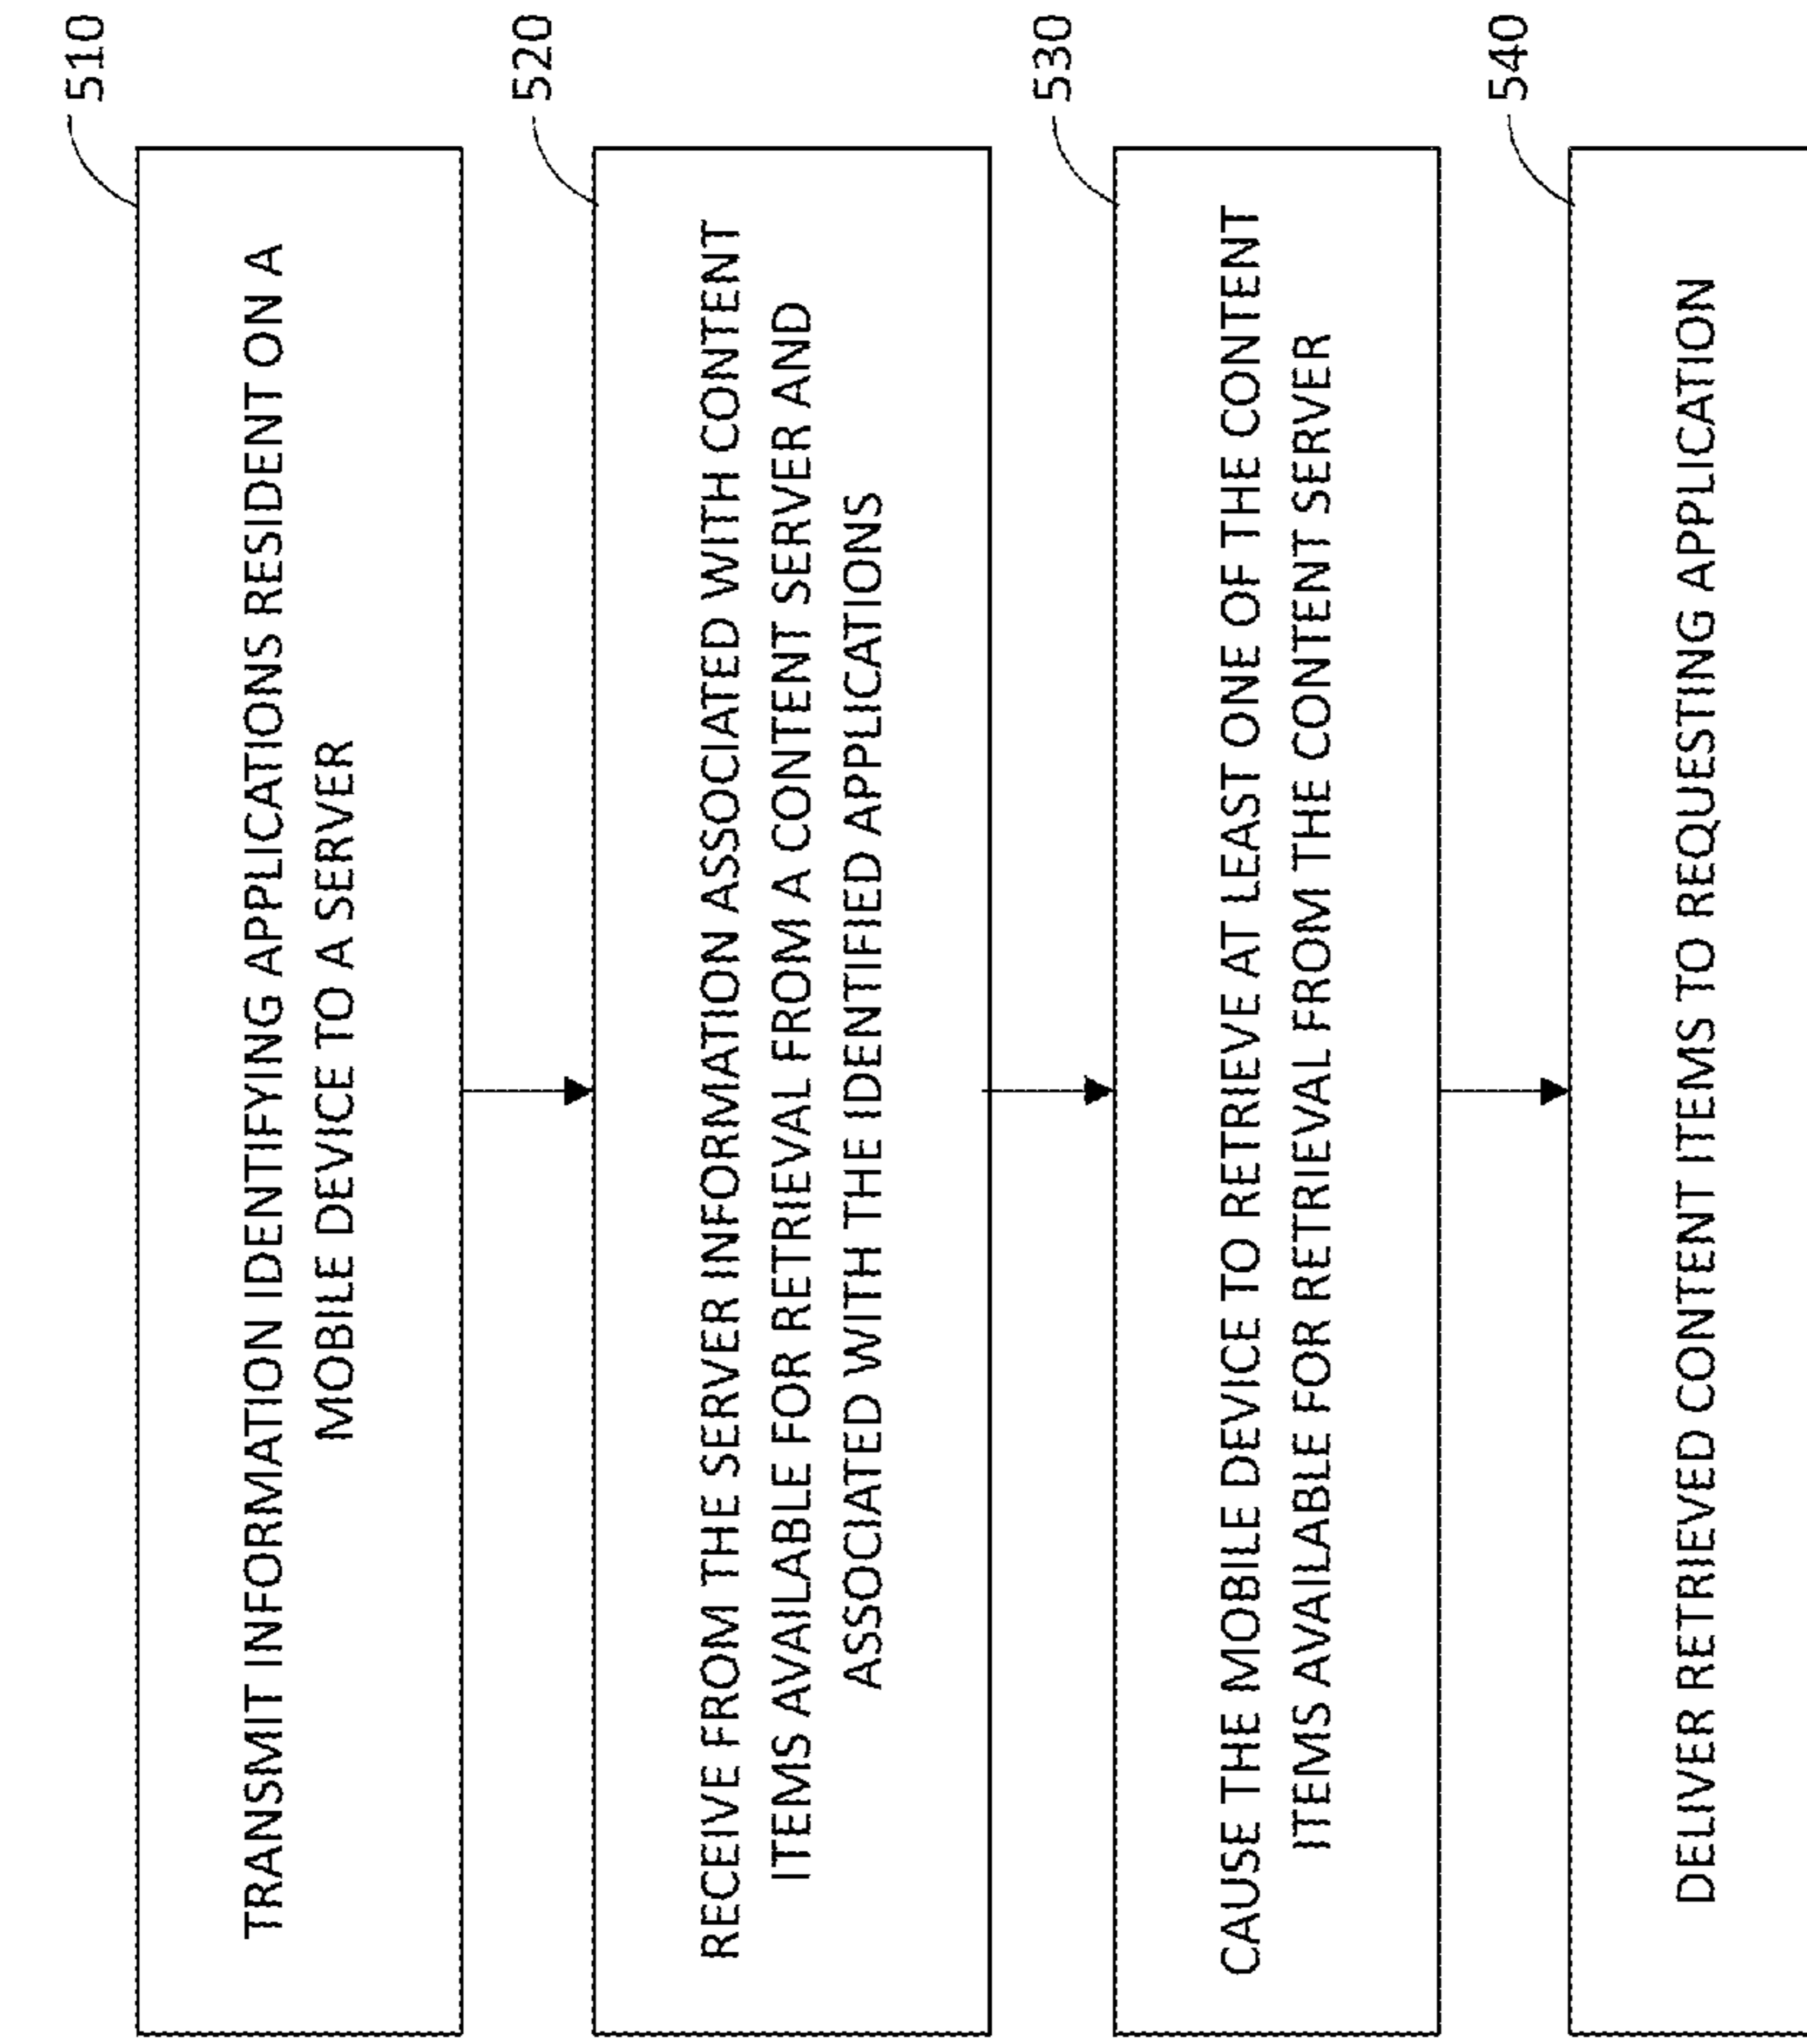 510
TRANSMIT INFORMATION IDENTIFYING APPLICATIONS RESIDENT ON A
MOBILE DEVICE TO A SERVER
520
RECEIVE FROM THE SERVER INFORMATION ASSOCIATED WITH CONTENT
ITEMS AVAILABLE FOR RETRIEVAL FROM A CONTENT SERVER AND
ASSOCIATED WITH THE IDENTIFIED APPLICATIONS
530
CAUSE THE MOBILE DEVICE TO RETRIEVE AT LEAST ONE OF THE CONTENT
ITEMS AVAILABLE FOR RETRIEVAL FROM THE CONTENT SERVER
540
DELIVER RETRIEVED CONTENT ITEMS TO REQUESTING APPLICATION